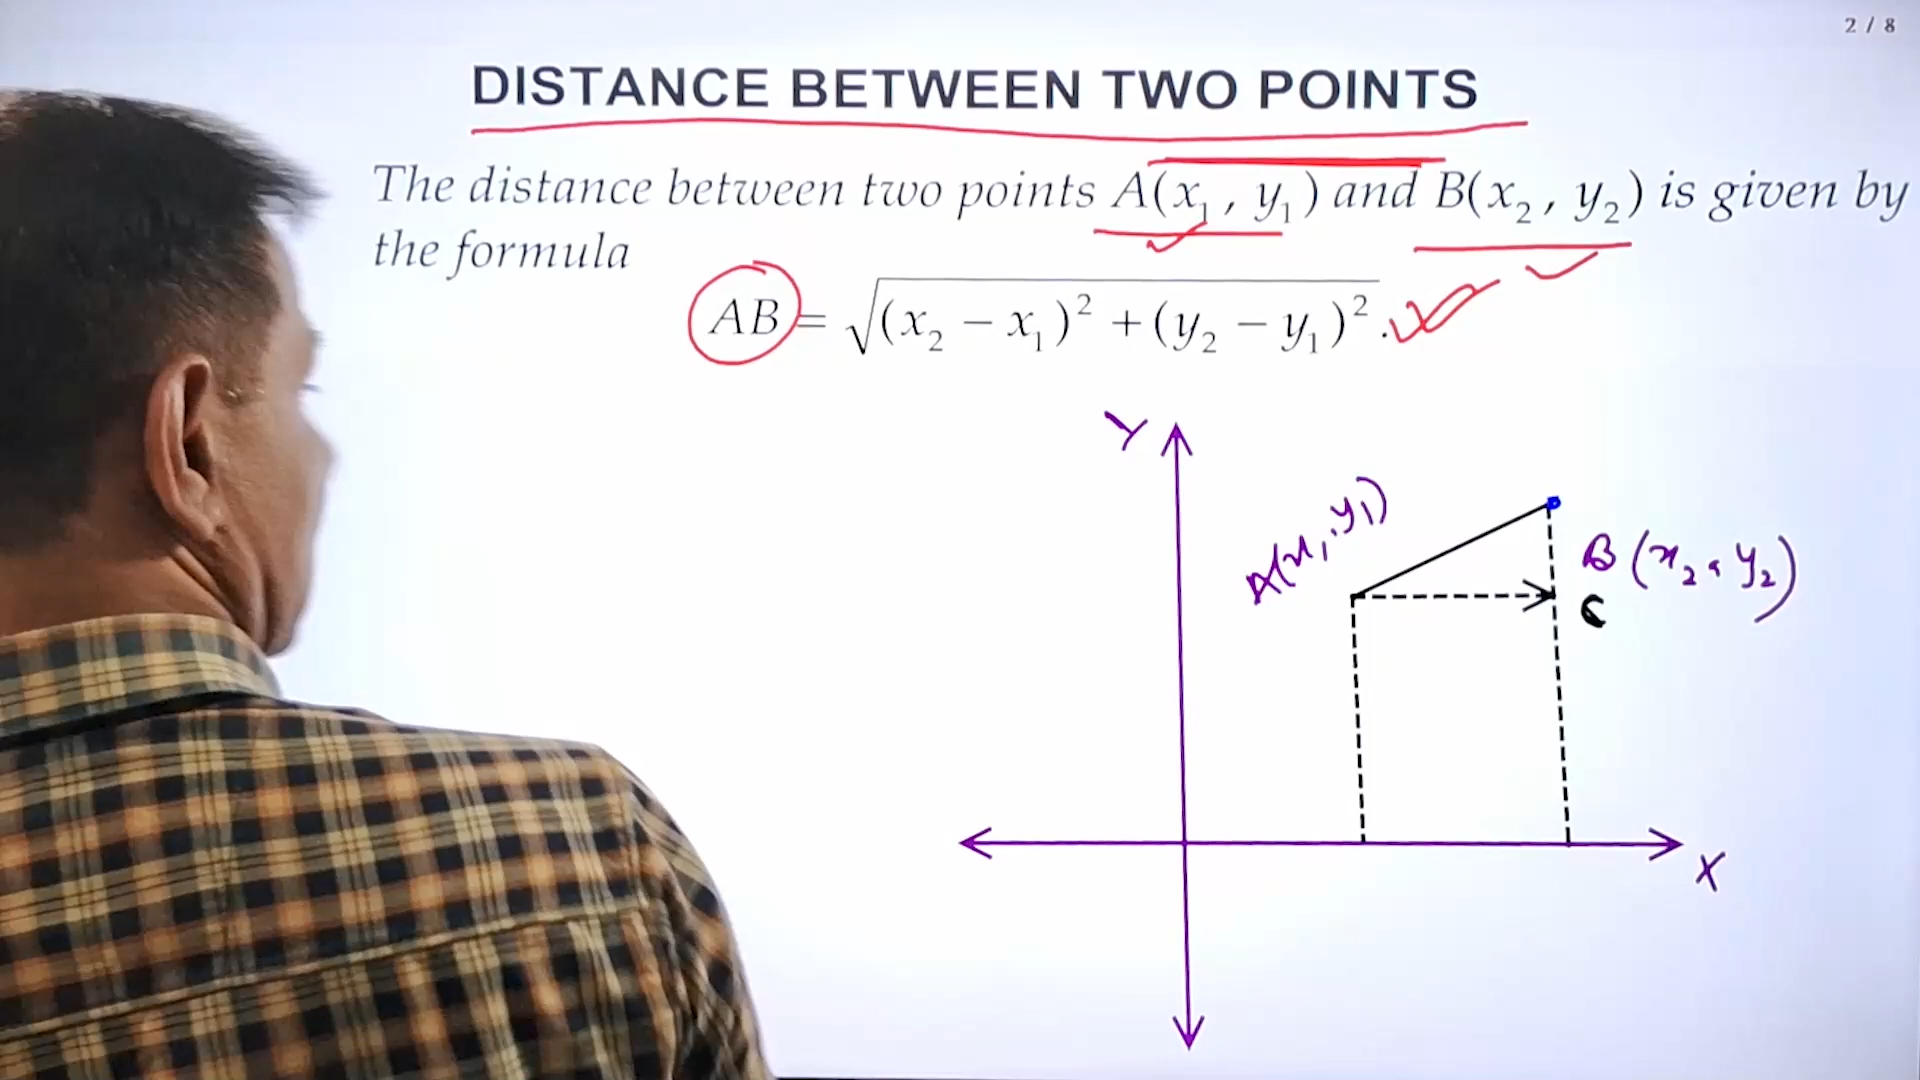 2 / 8
DISTANCE BETWEEN TWO POINTS
The distance between two points A(x₁, y₁) and B(x₂, y₂) is given by
the formula
AB = √(x₂ − x₁)² + (y₂ − y₁)².
Y
A(x₁, y₁)
B(x₂, y₂)
C
X